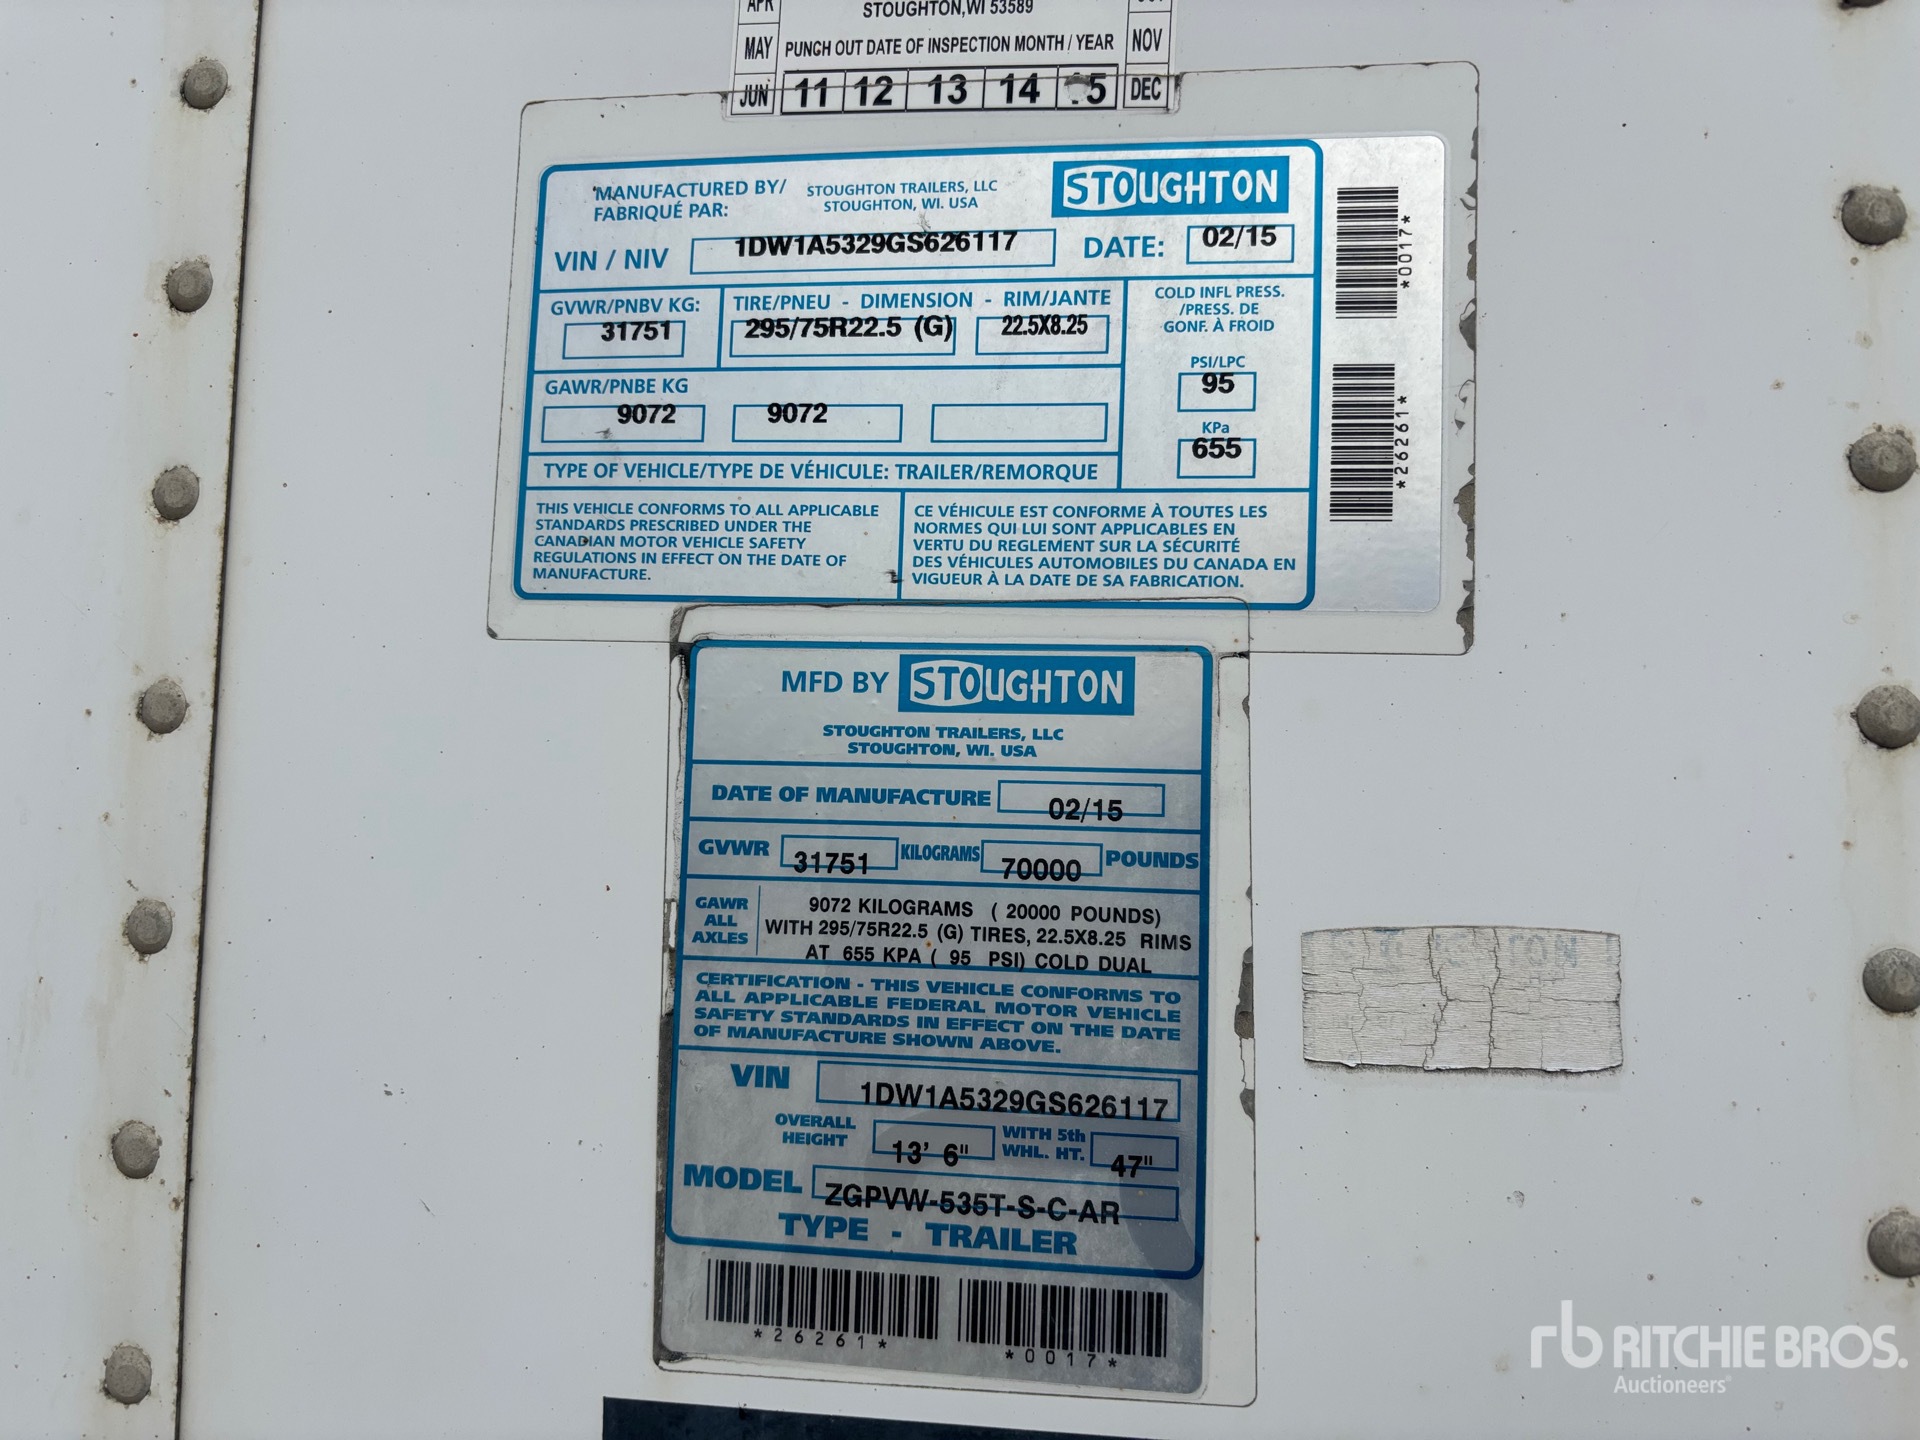 APR
STOUGHTON, WI 53589
MAY PUNCH OUT DATE OF INSPECTION MONTH / YEAR NOV
JUN 11 12 13 14 15 DEC
MANUFACTURED BY/
FABRIQUÉ PAR:
STOUGHTON TRAILERS, LLC
STOUGHTON, WI. USA
STOUGHTON
VIN / NIV 1DW1A5329GS626117 DATE: 02/15
GVWR/PNBV KG: TIRE/PNEU - DIMENSION - RIM/JANTE
31751 295/75R22.5 (G) 22.5X8.25
COLD INFL PRESS.
/PRESS. DE
GONF. À FROID
PSI/LPC
95
KPa
655
GAWR/PNBE KG
9072 9072
TYPE OF VEHICLE/TYPE DE VÉHICULE: TRAILER/REMORQUE
THIS VEHICLE CONFORMS TO ALL APPLICABLE
STANDARDS PRESCRIBED UNDER THE
CANADIAN MOTOR VEHICLE SAFETY
REGULATIONS IN EFFECT ON THE DATE OF
MANUFACTURE.
CE VÉHICULE EST CONFORME À TOUTES LES
NORMES QUI LUI SONT APPLICABLES EN
VERTU DU REGLEMENT SUR LA SÉCURITÉ
DES VÉHICULES AUTOMOBILES DU CANADA EN
VIGUEUR À LA DATE DE SA FABRICATION.
*0017*
*26261*
MFD BY STOUGHTON
STOUGHTON TRAILERS, LLC
STOUGHTON, WI. USA
DATE OF MANUFACTURE 02/15
GVWR 31751 KILOGRAMS 70000 POUNDS
GAWR
ALL
AXLES
9072 KILOGRAMS ( 20000 POUNDS)
WITH 295/75R22.5 (G) TIRES, 22.5X8.25 RIMS
AT 655 KPA ( 95 PSI) COLD DUAL
CERTIFICATION - THIS VEHICLE CONFORMS TO
ALL APPLICABLE FEDERAL MOTOR VEHICLE
SAFETY STANDARDS IN EFFECT ON THE DATE
OF MANUFACTURE SHOWN ABOVE.
VIN 1DW1A5329GS626117
OVERALL
HEIGHT
13' 6"
WITH 5th
WHL. HT.
47"
MODEL ZGPVW-535T-S-C-AR
TYPE - TRAILER
*26261*
*0017*
rb RITCHIE BROS.
Auctioneers